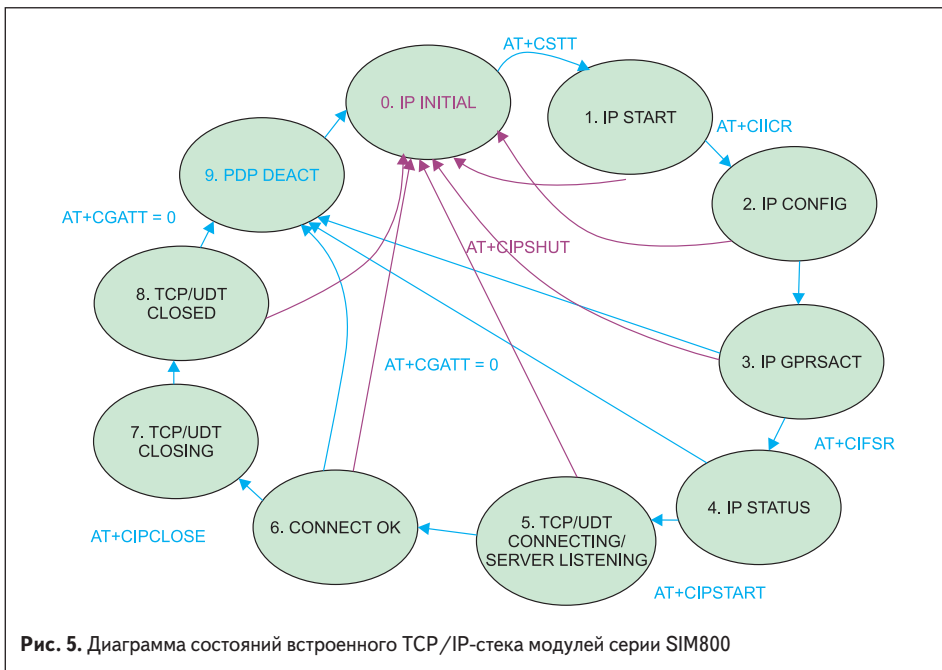 AT+CSTT
0. IP INITIAL
1. IP START
AT+CIICR
9. PDP DEACT
2. IP CONFIG
AT+CGATT = 0
AT+CIPSHUT
8. TCP/UDT
CLOSED
3. IP GPRSACT
AT+CGATT = 0
7. TCP/UDT
CLOSING
AT+CIFSR
4. IP STATUS
6. CONNECT OK
5. TCP/UDT
CONNECTING/
SERVER LISTENING
AT+CIPCLOSE
AT+CIPSTART
Рис. 5. Диаграмма состояний встроенного TCP/IP-стека модулей серии SIM800